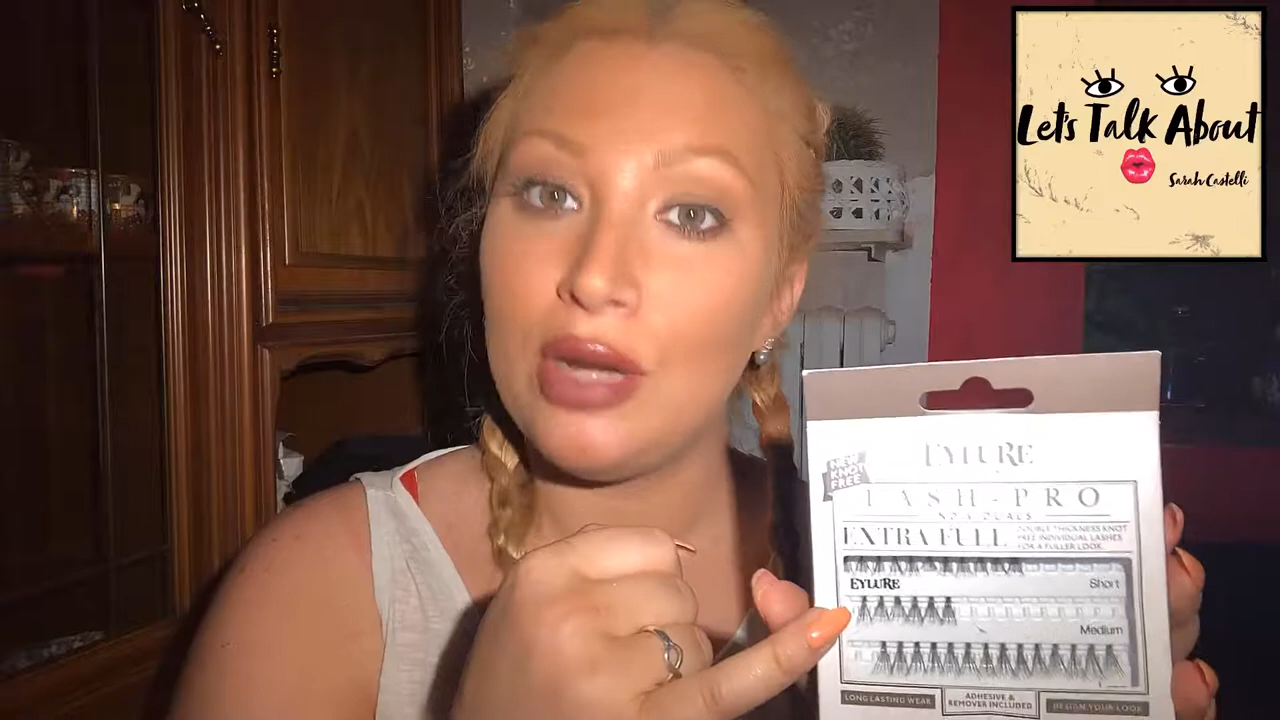 Let's Talk About
Sarah Castelli
EYLURE
NEW
KNOT
FREE
LASH-PRO
INDIVIDUALS
EXTRA FULL
DOUBLE THICKNESS KNOT
FREE INDIVIDUAL LASHES
FOR A FULLER LOOK.
EYLURE
Short
Medium
LONG LASTING WEAR
ADHESIVE &
REMOVER INCLUDED
DESIGN YOUR LOOK